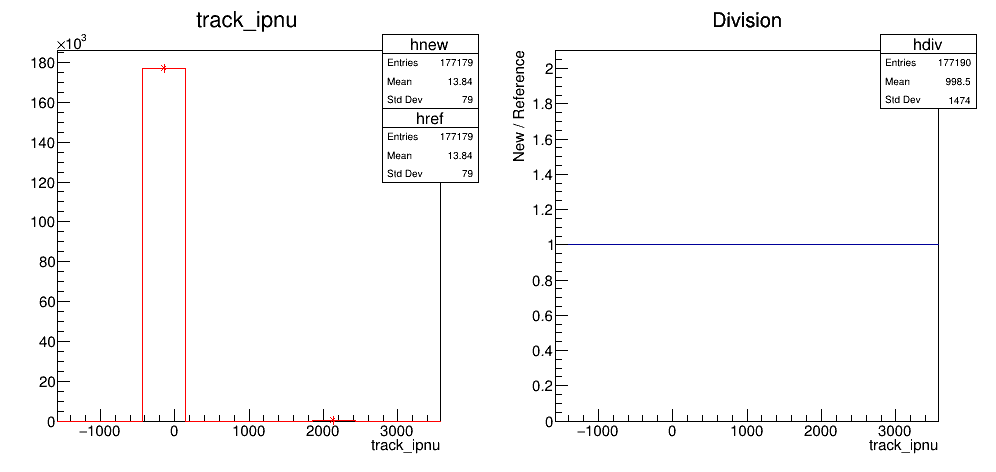 track_ipnu
×10³
180
160
140
120
100
80
60
40
20
0
−1000 0 1000 2000 3000
track_ipnu
hnew
Entries 177179
Mean 13.84
Std Dev 79
href
Entries 177179
Mean 13.84
Std Dev 79
Division
New / Reference
2
1.8
1.6
1.4
1.2
1
0.8
0.6
0.4
0.2
0
−1000 0 1000 2000 3000
track_ipnu
hdiv
Entries 177190
Mean 998.5
Std Dev 1474